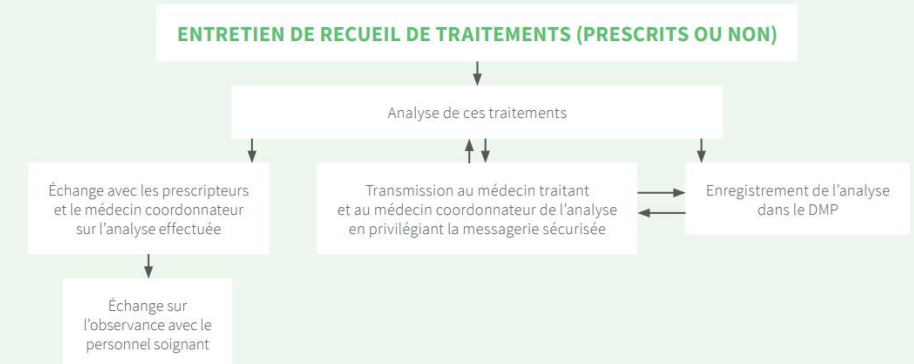 ENTRETIEN DE RECUEIL DE TRAITEMENTS (PRESCRITS OU NON)
Analyse de ces traitements
Échange avec les prescripteurs
et le médecin coordonnateur
sur l’analyse effectuée
Transmission au médecin traitant
et au médecin coordonnateur de l’analyse
en privilégiant la messagerie sécurisée
Enregistrement de l’analyse
dans le DMP
Échange sur
l’observance avec le
personnel soignant